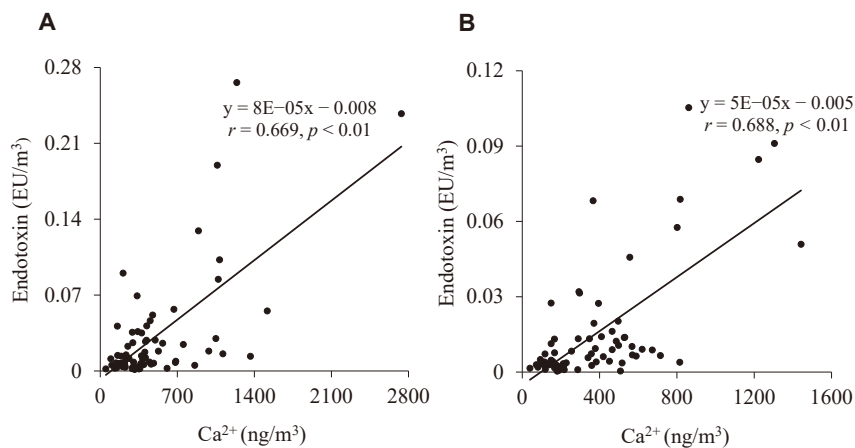 A
Endotoxin (EU/m³)
0.28
0.21
0.14
0.07
0
y = 8E−05x − 0.008
r = 0.669, p < 0.01
0 700 1400 2100 2800
Ca²⁺ (ng/m³)
B
Endotoxin (EU/m³)
0.12
0.09
0.06
0.03
0
y = 5E−05x − 0.005
r = 0.688, p < 0.01
0 400 800 1200 1600
Ca²⁺ (ng/m³)